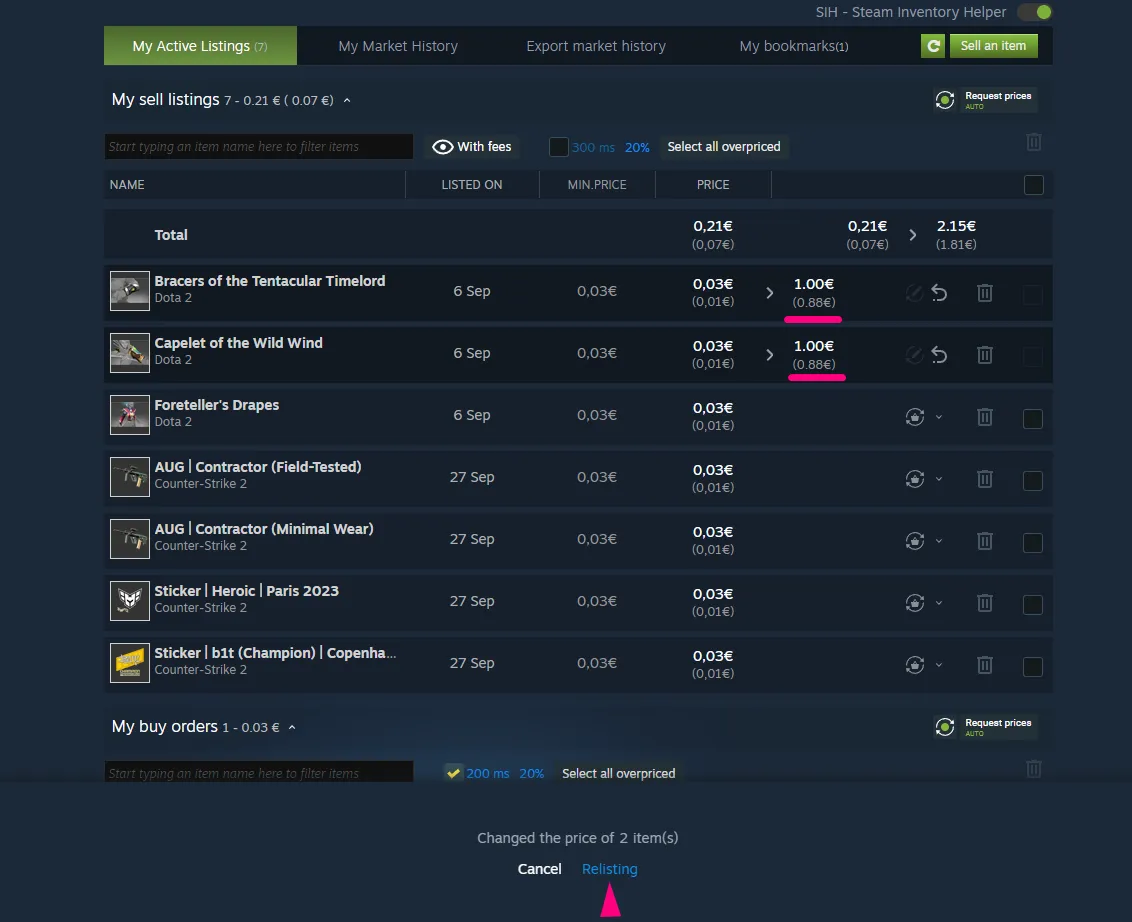 SIH - Steam Inventory Helper
My Active Listings (7) My Market History Export market history My bookmarks(1) Sell an item
My sell listings 7 - 0.21 € ( 0.07 €)
Request prices
AUTO
Start typing an item name here to filter items With fees 300 ms 20% Select all overpriced
NAME LISTED ON MIN.PRICE PRICE
Total 0,21€ 0,21€ 2.15€
(0,07€) (0,07€) (1.81€)
Bracers of the Tentacular Timelord 6 Sep 0,03€ 0,03€ 1.00€
Dota 2 (0,01€) (0.88€)
Capelet of the Wild Wind 6 Sep 0,03€ 0,03€ 1.00€
Dota 2 (0,01€) (0.88€)
Foreteller's Drapes 6 Sep 0,03€ 0,03€
Dota 2 (0,01€)
AUG | Contractor (Field-Tested) 27 Sep 0,03€ 0,03€
Counter-Strike 2 (0,01€)
AUG | Contractor (Minimal Wear) 27 Sep 0,03€ 0,03€
Counter-Strike 2 (0,01€)
Sticker | Heroic | Paris 2023 27 Sep 0,03€ 0,03€
Counter-Strike 2 (0,01€)
Sticker | b1t (Champion) | Copenha... 27 Sep 0,03€ 0,03€
Counter-Strike 2 (0,01€)
My buy orders 1 - 0.03 €
Request prices
AUTO
Start typing an item name here to filter items 200 ms 20% Select all overpriced
Changed the price of 2 item(s)
Cancel Relisting